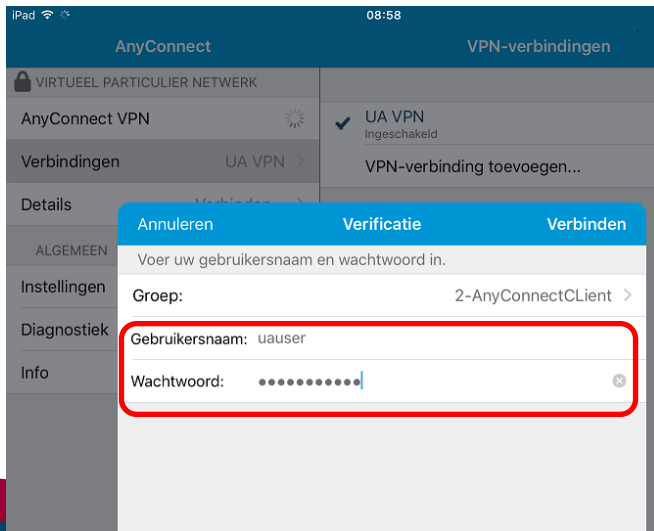 iPad 08:58
AnyConnect
VPN-verbindingen
VIRTUEEL PARTICULIER NETWERK
AnyConnect VPN
Verbindingen UA VPN
Details Verbinden
ALGEMEEN
Instellingen
Diagnostiek
Info
UA VPN
Ingeschakeld
VPN-verbinding toevoegen...
Annuleren Verificatie Verbinden
Voer uw gebruikersnaam en wachtwoord in.
Groep: 2-AnyConnectCLient
Gebruikersnaam: uauser
Wachtwoord: •••••••••••